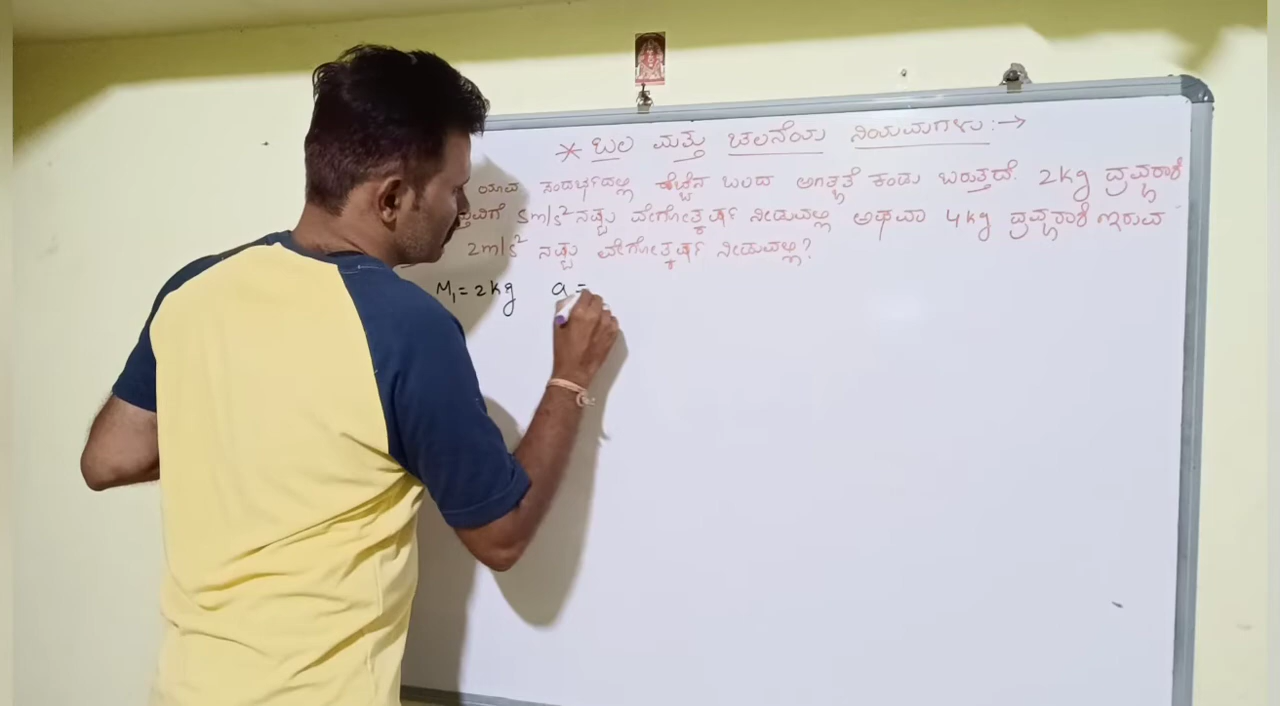 * ಬಲ ಮತ್ತು ಚಲನೆಯ ನಿಯಮಗಳು :→
ಯಾವ ಸಂದರ್ಭದಲ್ಲಿ ಹೆಚ್ಚಿನ ಬಲದ ಅಗತ್ಯತೆ ಕಂಡು ಬರುತ್ತದೆ. 2kg ದ್ರವ್ಯರಾಶಿ
5m/s² ನಷ್ಟು ವೇಗೋತ್ಕರ್ಷ ನೀಡುವಲ್ಲಿ ಅಥವಾ 4kg ದ್ರವ್ಯರಾಶಿ ಇರುವ
2m/s² ನಷ್ಟು ವೇಗೋತ್ಕರ್ಷ ನೀಡುವಲ್ಲಿ?
M₁ = 2kg a =